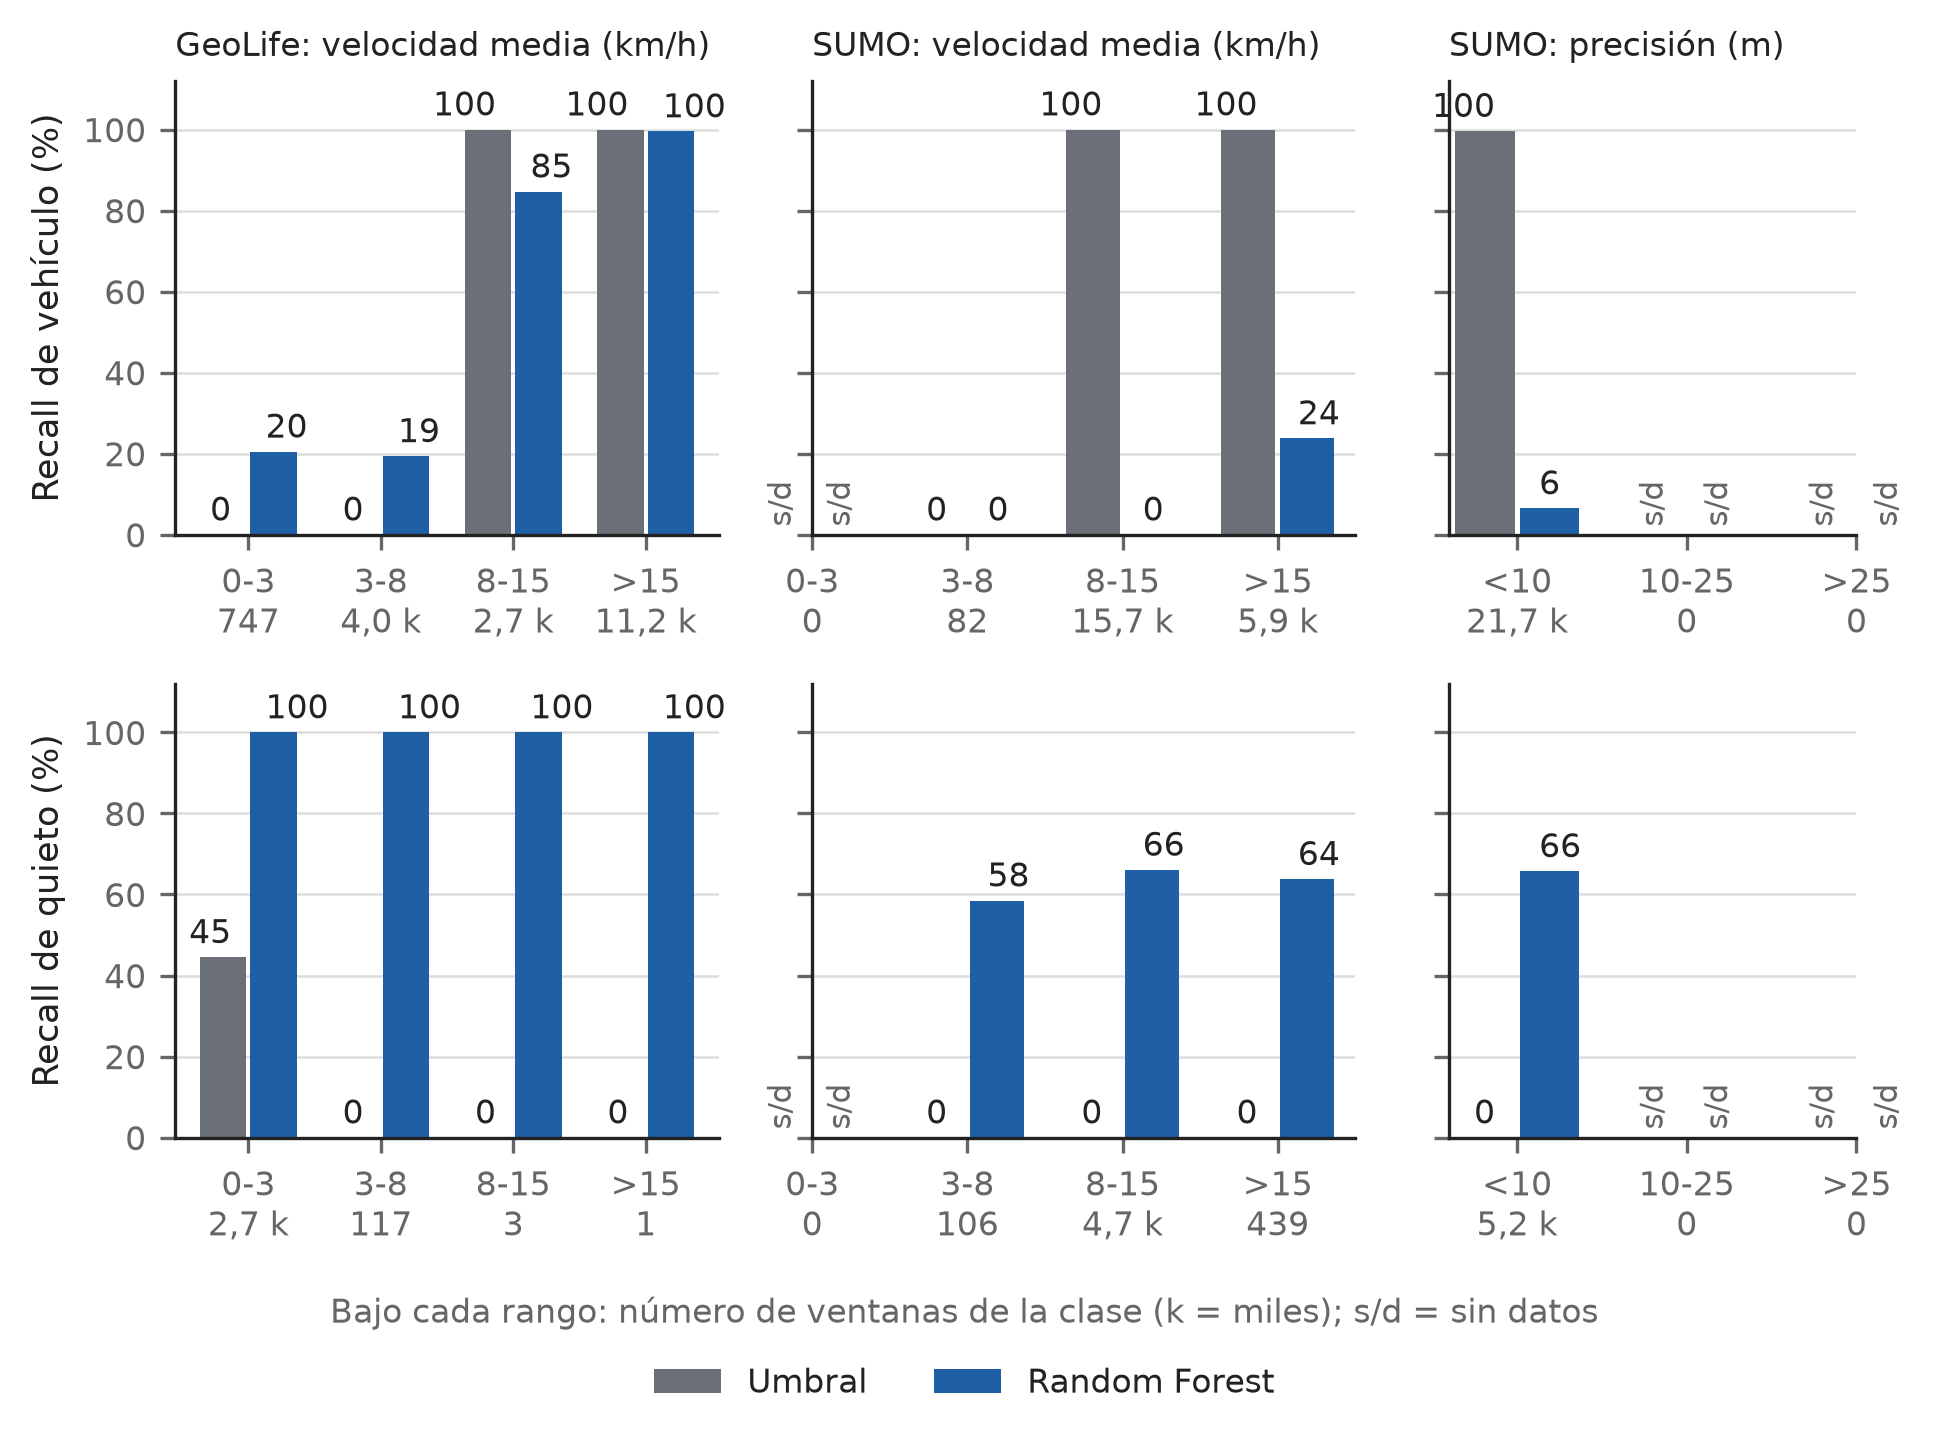 GeoLife: velocidad media (km/h)
SUMO: velocidad media (km/h)
SUMO: precisión (m)
Recall de vehículo (%)
100
80
60
40
20
0
0
20
0
19
100
85
100
100
0-3
747
3-8
4,0 k
8-15
2,7 k
>15
11,2 k
s/d
s/d
0
0
100
0
100
24
0-3
0
3-8
82
8-15
15,7 k
>15
5,9 k
100
6
s/d
s/d
s/d
s/d
<10
21,7 k
10-25
0
>25
0
Recall de quieto (%)
100
80
60
40
20
0
45
100
0
100
0
100
0
100
0-3
2,7 k
3-8
117
8-15
3
>15
1
s/d
s/d
0
58
0
66
0
64
0-3
0
3-8
106
8-15
4,7 k
>15
439
0
66
s/d
s/d
s/d
s/d
<10
5,2 k
10-25
0
>25
0
Bajo cada rango: número de ventanas de la clase (k = miles); s/d = sin datos
Umbral
Random Forest